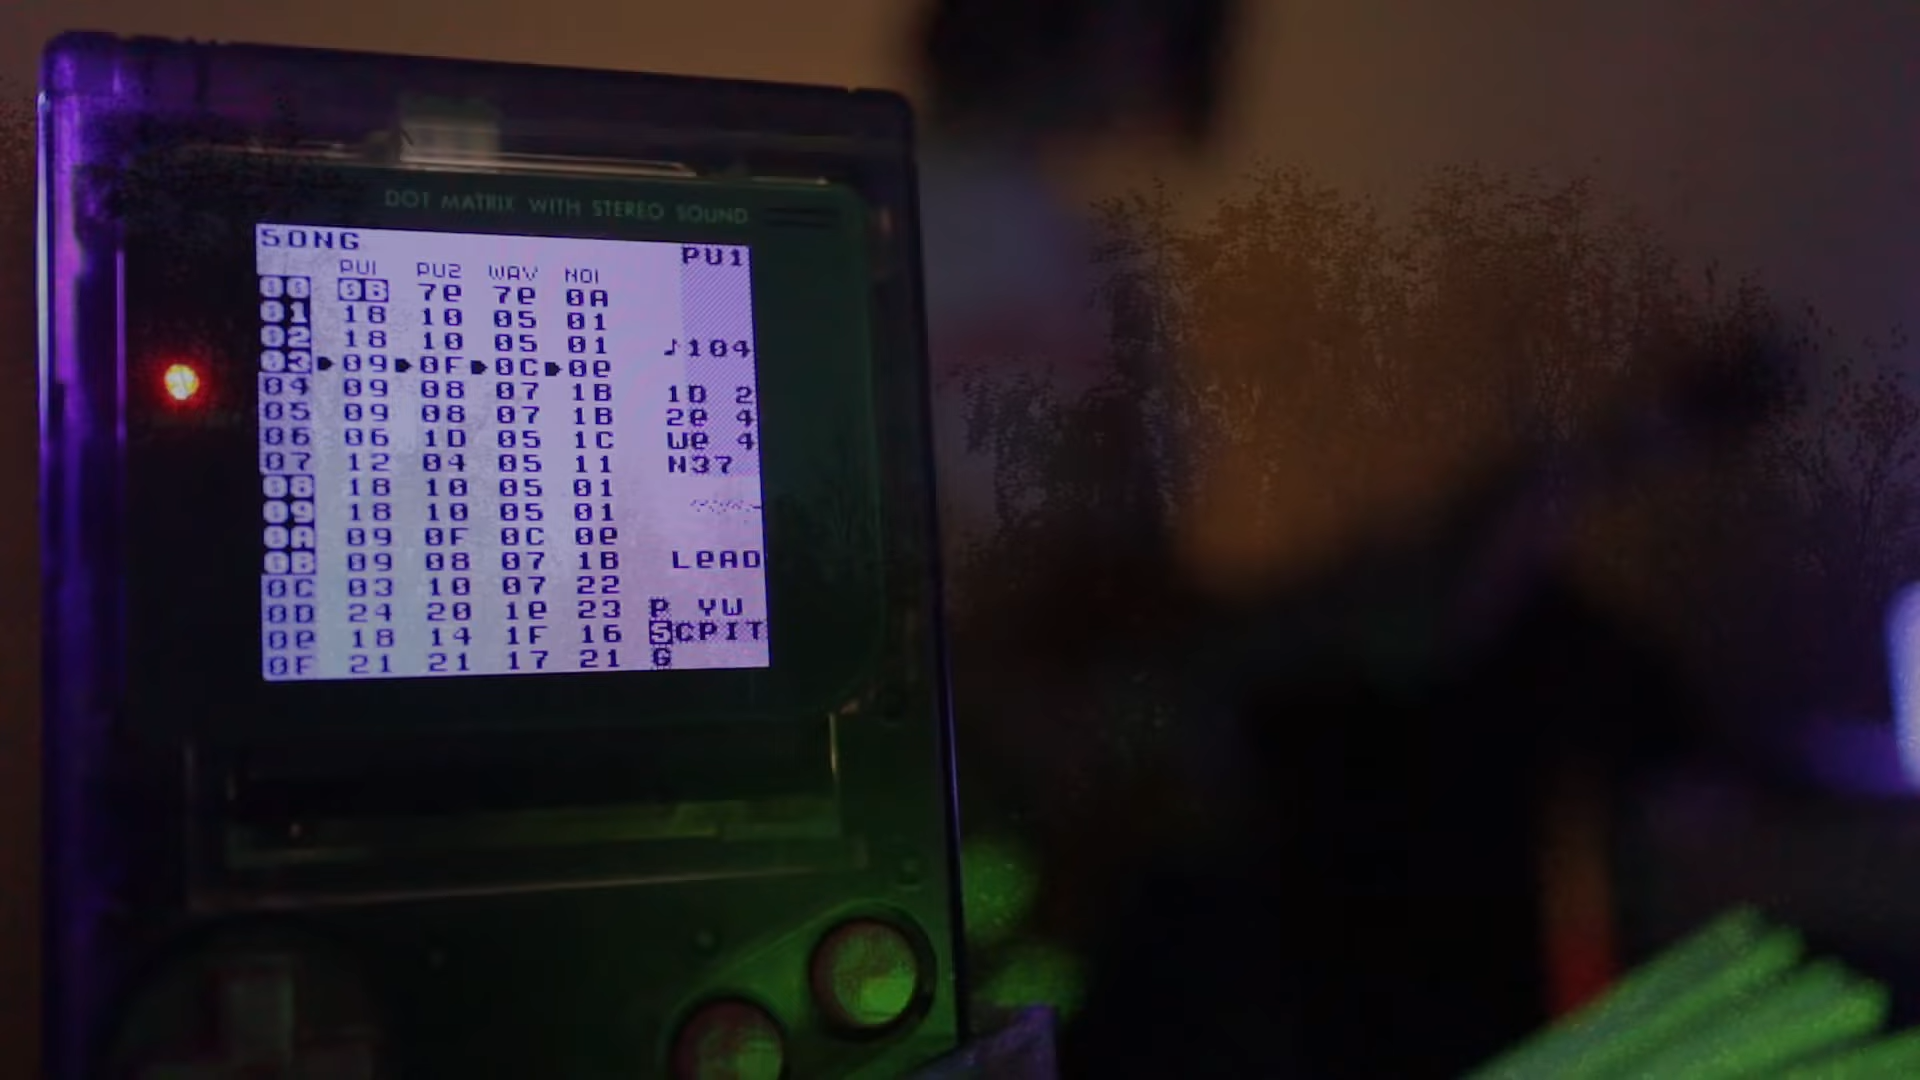 DOT MATRIX WITH STEREO SOUND
SONG PU1
PU1 PU2 WAV NOI
00 0B 7e 7e 0A
01 18 10 05 01
02 18 10 05 01 ♪104
03 09 0F 0C 0e
04 09 08 07 1B 1D 2
05 09 08 07 1B 2e 4
06 06 1D 05 1C We 4
07 12 04 05 11 N37
08 18 10 05 01
09 18 10 05 01
0A 09 0F 0C 0e
0B 09 08 07 1B LeAD
0C 03 10 07 22
0D 24 20 1e 23 P YW
0e 18 14 1F 16 SCPIT
0F 21 21 17 21 G